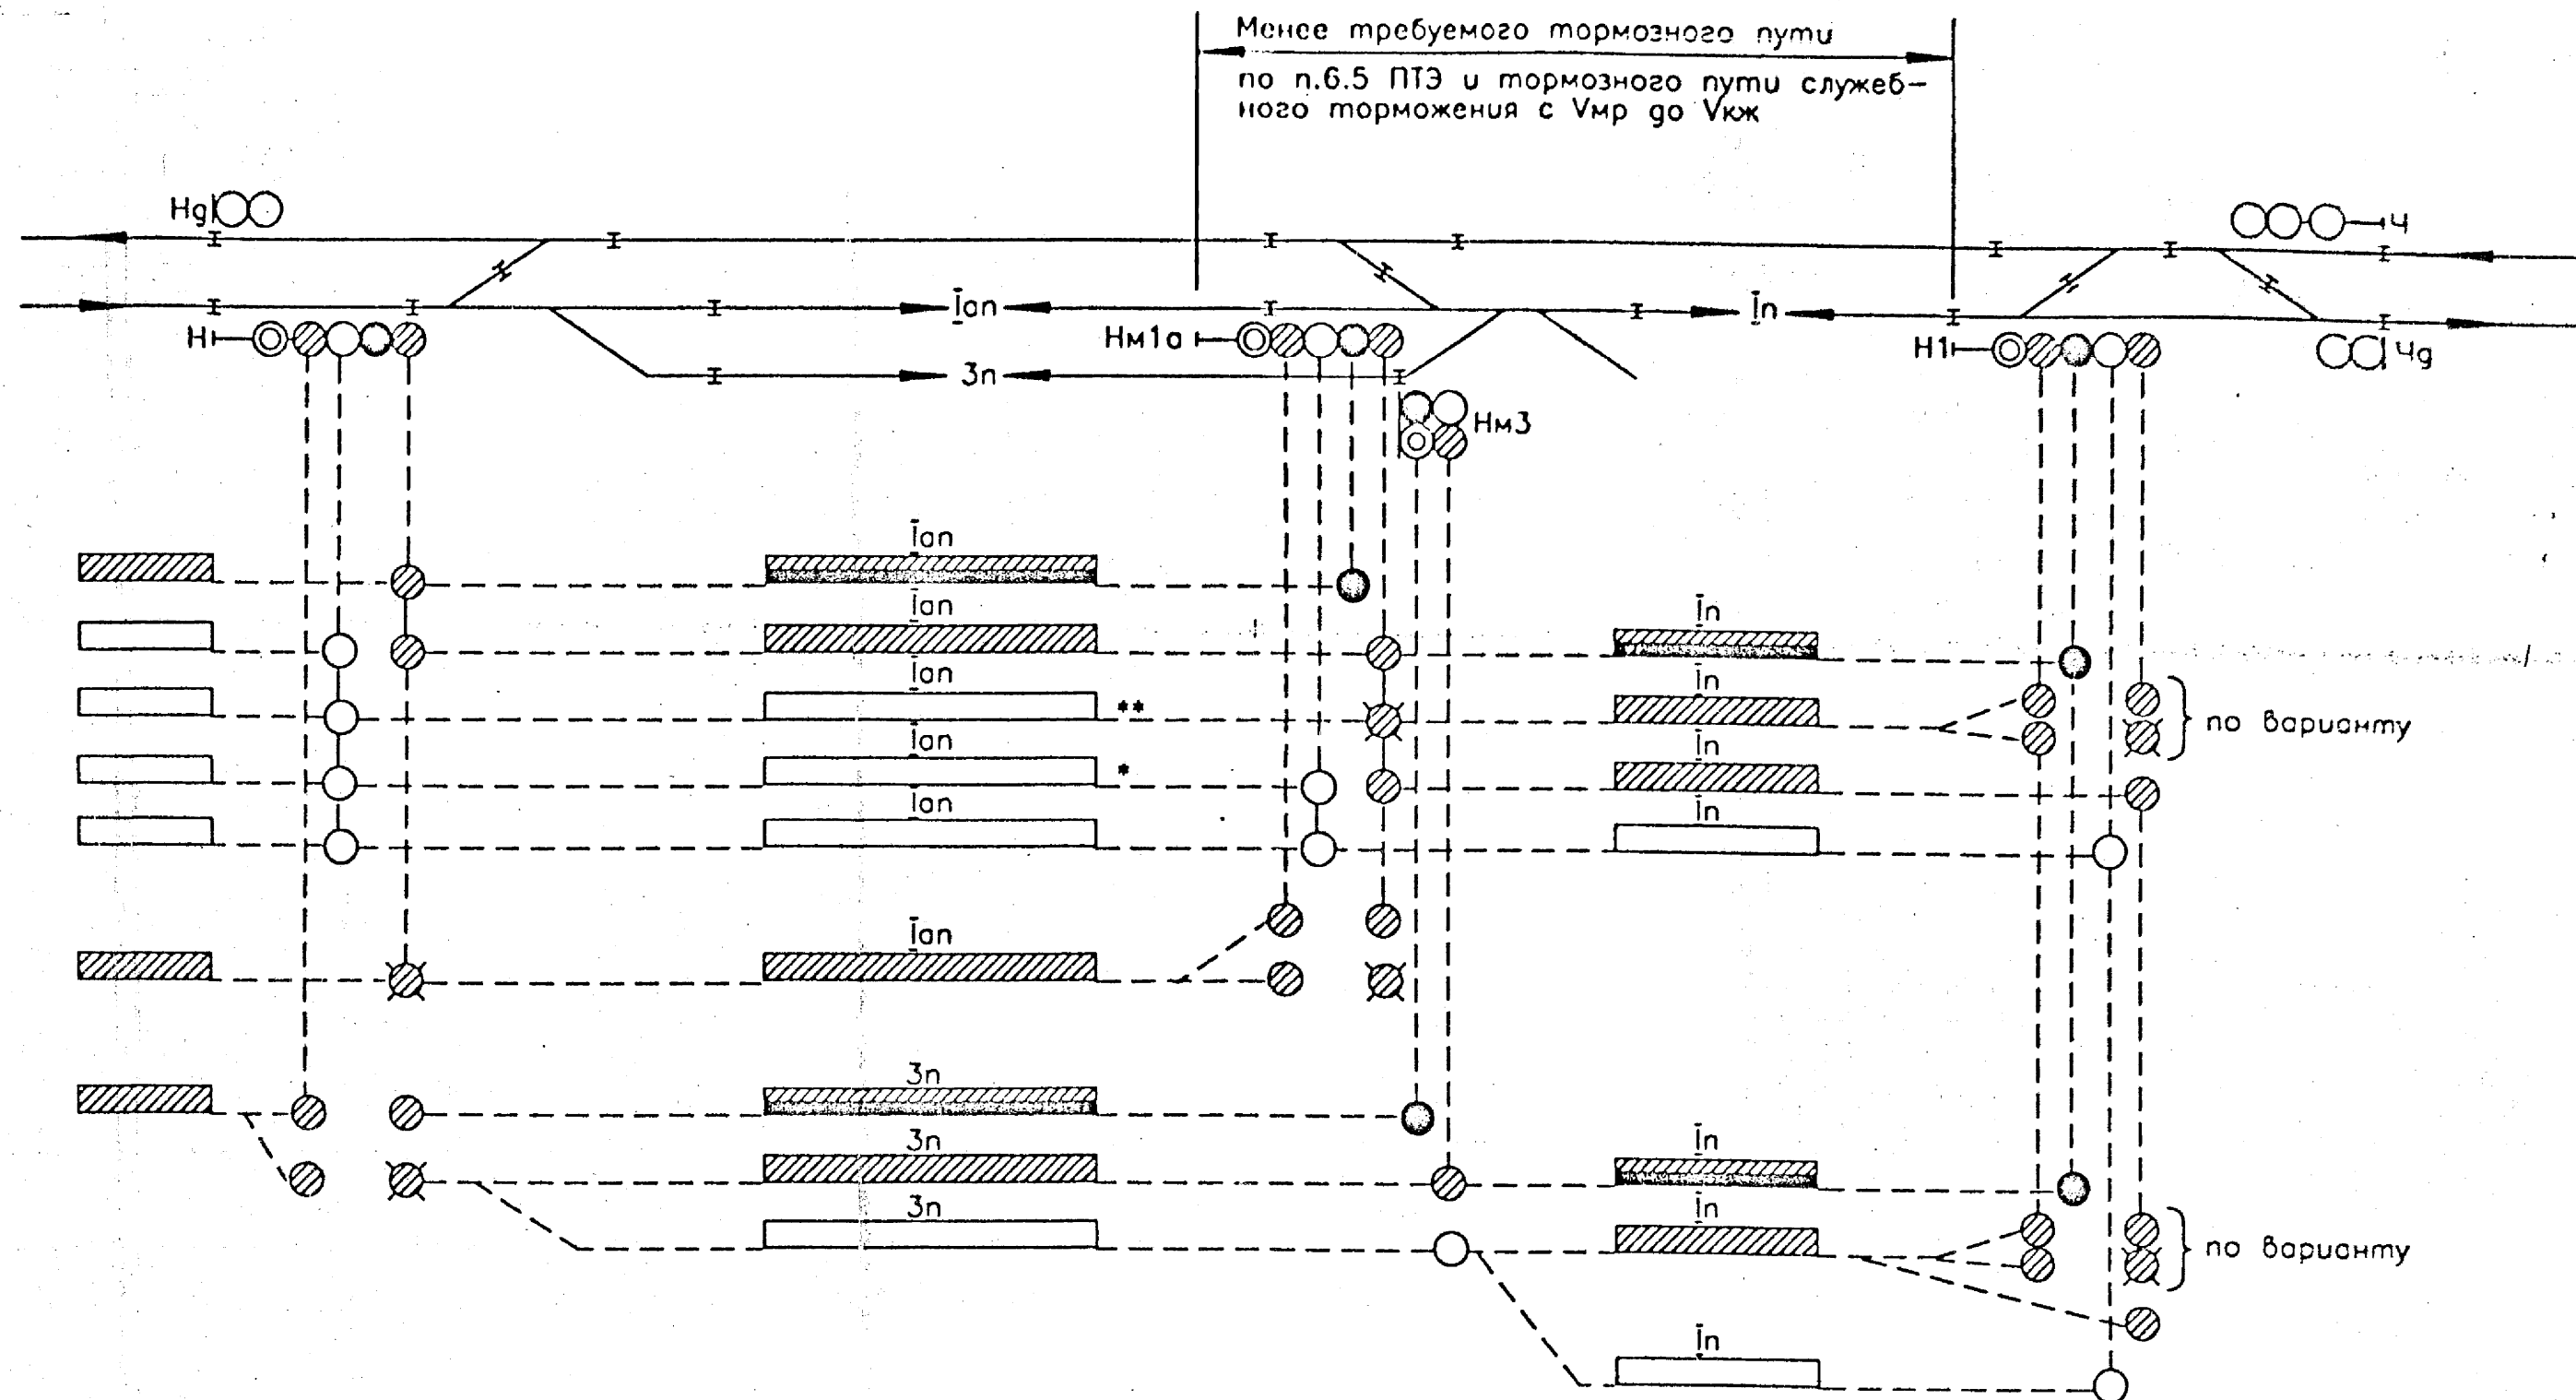 Менее требуемого тормозного пути
по п.6.5 ПТЭ и тормозного пути служеб-
ного торможения с Vмр до Vкж
Нд
Ч
Iап
Iп
Н
Нм1а
Н1
Чд
3п
Нм3
Iап
Iап
Iп
Iап
**
Iп
по варианту
Iап
*
Iп
Iап
Iп
Iап
3п
3п
Iп
3п
Iп
по варианту
Iп